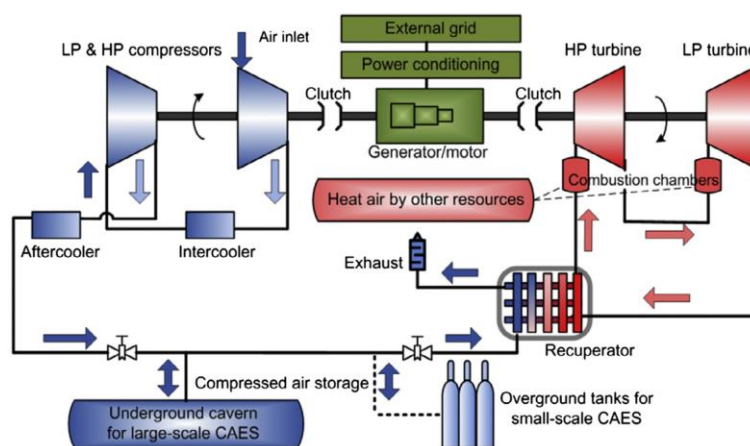 External grid
LP & HP compressors
Air inlet
HP turbine
LP turbine
Power conditioning
Clutch
Clutch
Generator/motor
Combustion chambers
Heat air by other resources
Aftercooler
Intercooler
Exhaust
Recuperator
Compressed air storage
Underground cavern
for large-scale CAES
Overground tanks for
small-scale CAES